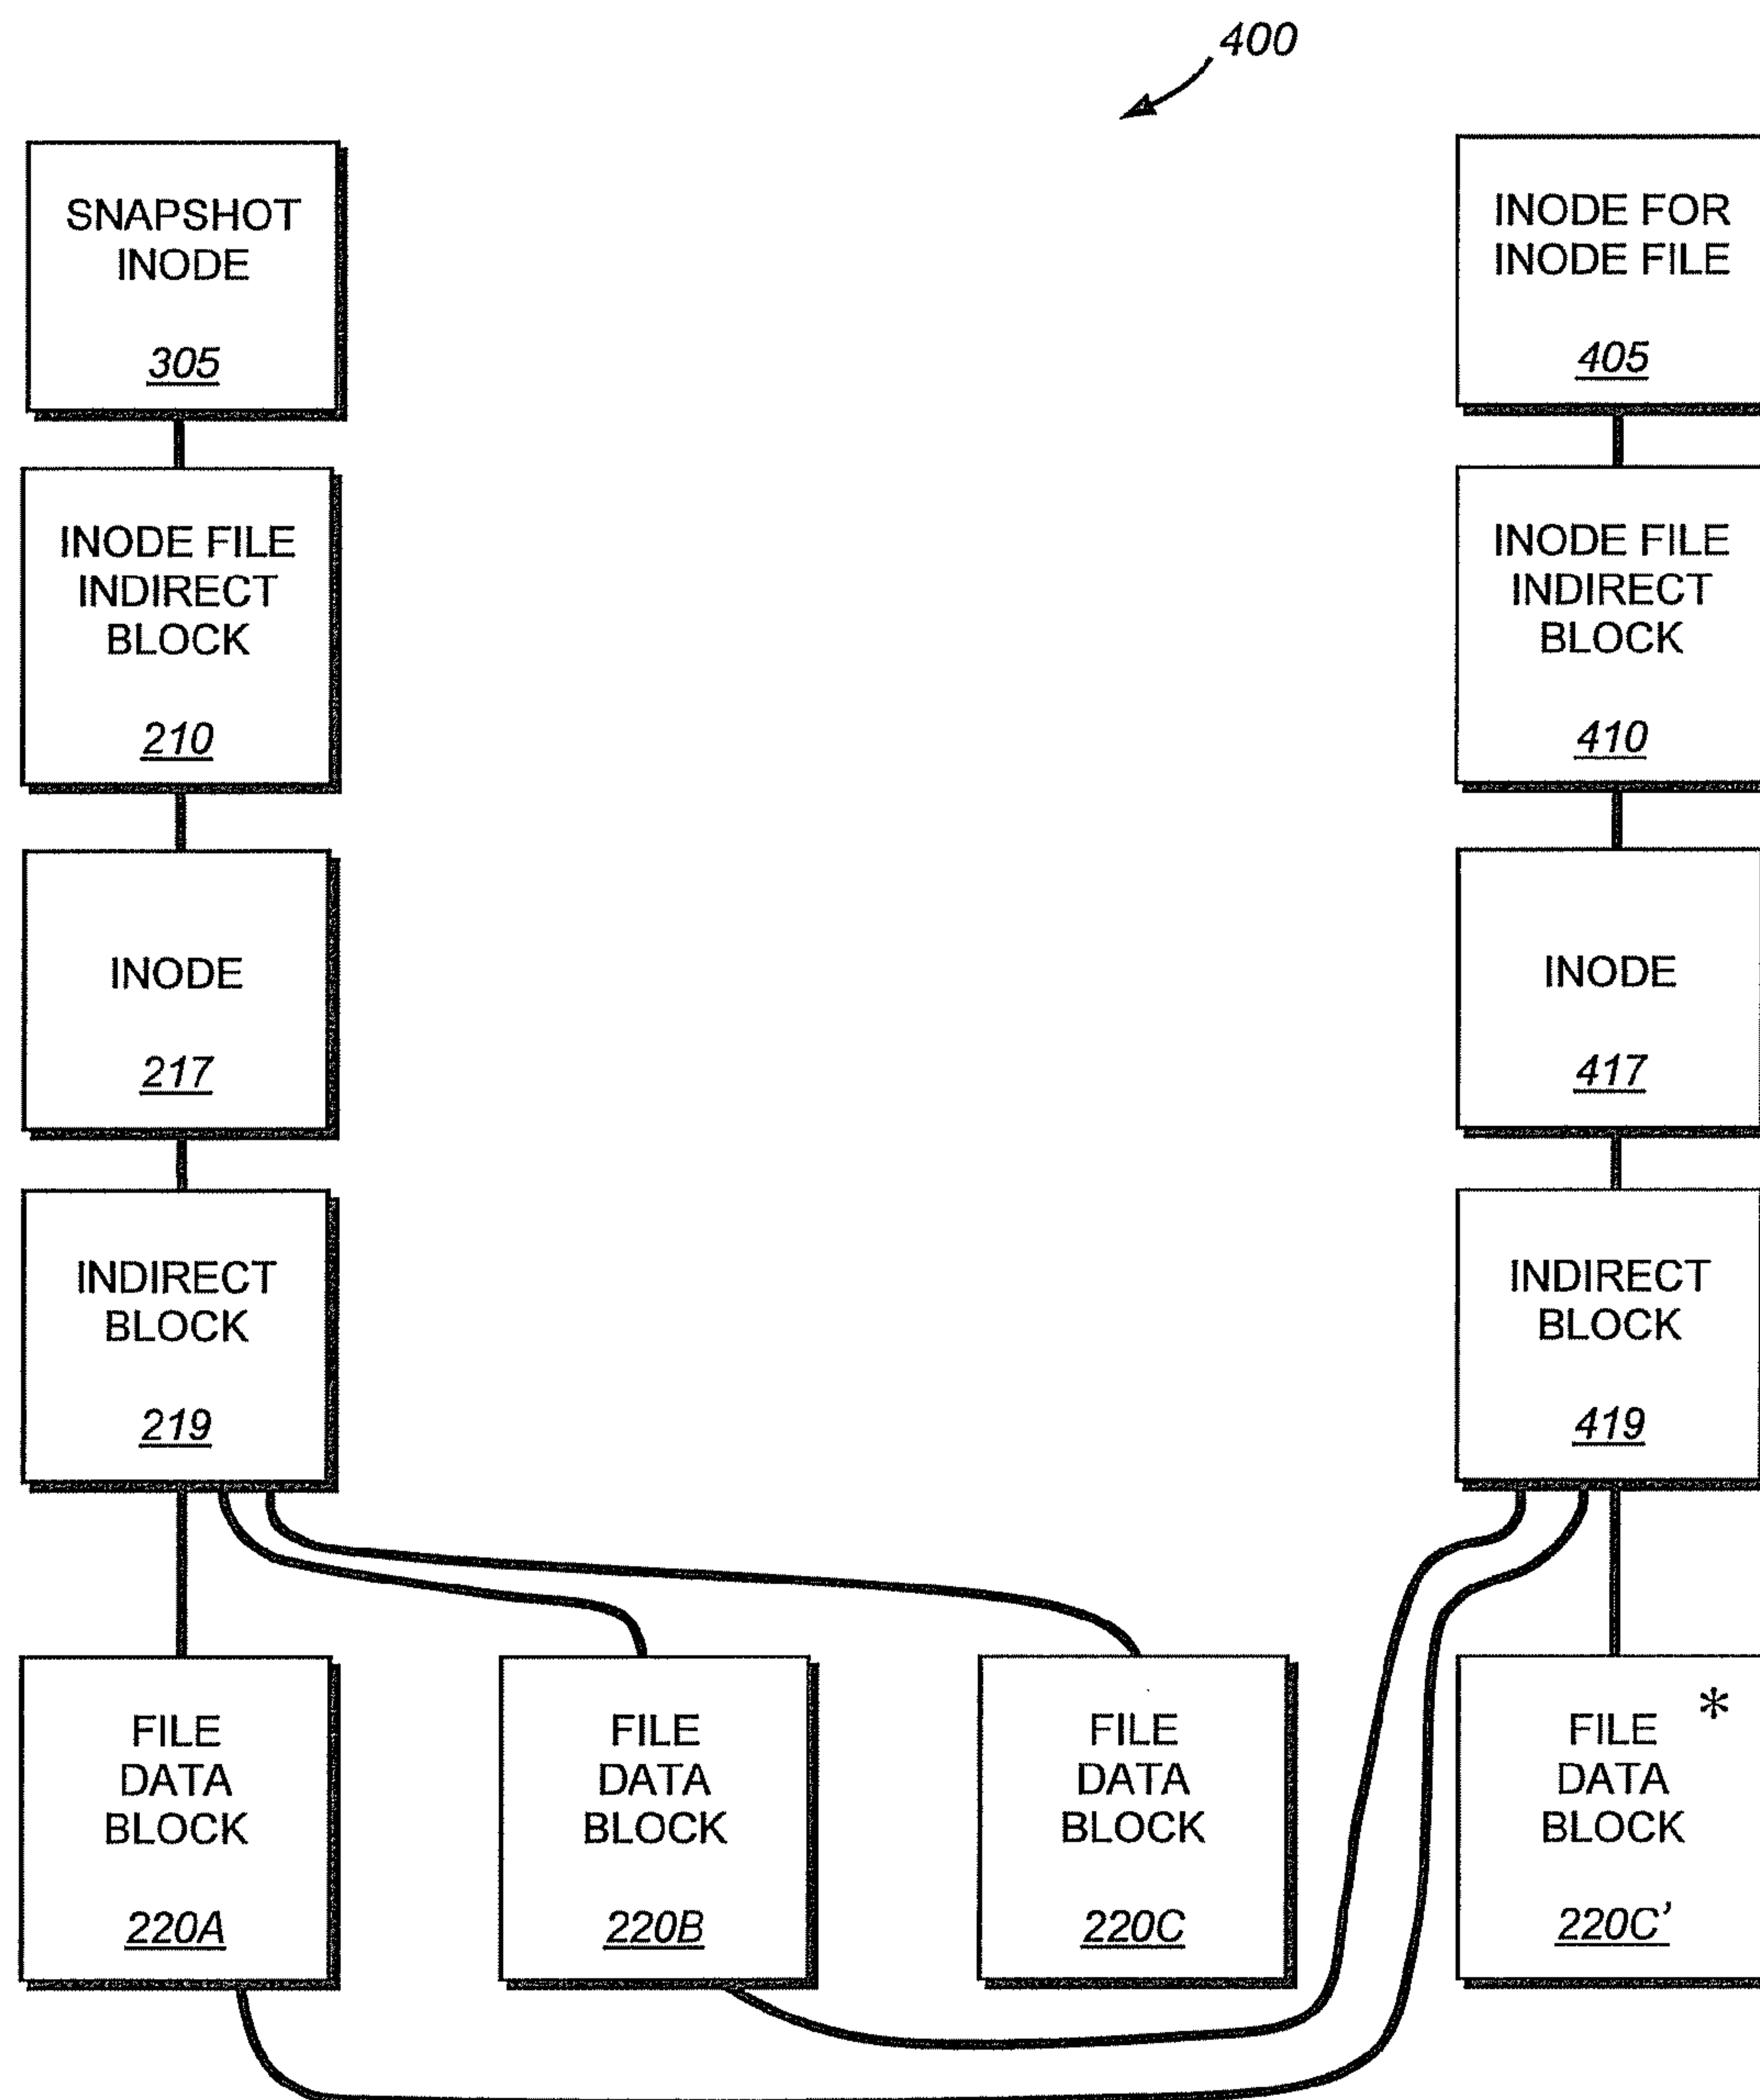 400
SNAPSHOT
INODE
305
INODE FOR
INODE FILE
405
INODE FILE
INDIRECT
BLOCK
210
INODE FILE
INDIRECT
BLOCK
410
INODE
217
INODE
417
INDIRECT
BLOCK
219
INDIRECT
BLOCK
419
FILE
DATA
BLOCK
220A
FILE
DATA
BLOCK
220B
FILE
DATA
BLOCK
220C
FILE *
DATA
BLOCK
220C’